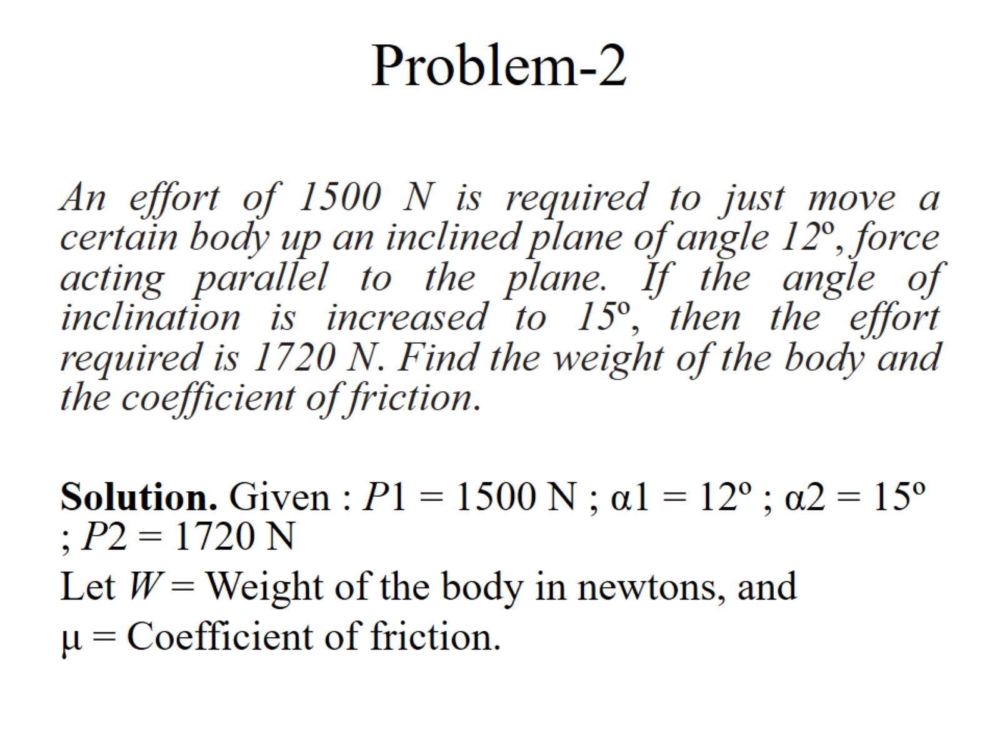 Problem-2
An effort of 1500 N is required to just move a
certain body up an inclined plane of angle 12º, force
acting parallel to the plane. If the angle of
inclination is increased to 15º, then the effort
required is 1720 N. Find the weight of the body and
the coefficient of friction.
Solution. Given : P1 = 1500 N ; α1 = 12º ; α2 = 15º
; P2 = 1720 N
Let W = Weight of the body in newtons, and
μ = Coefficient of friction.